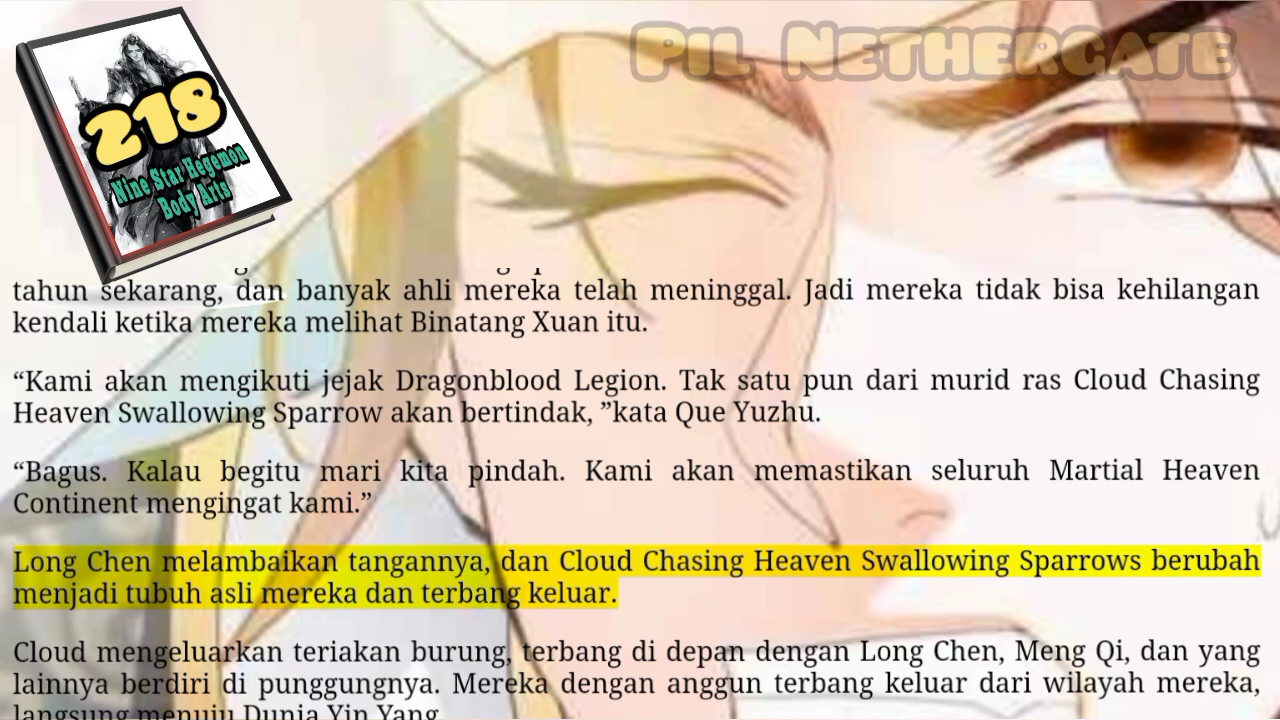 PIL NETHERGATE
218
Nine Star Hegemon
Body Arts
tahun sekarang, dan banyak ahli mereka telah meninggal. Jadi mereka tidak bisa kehilangan
kendali ketika mereka melihat Binatang Xuan itu.
“Kami akan mengikuti jejak Dragonblood Legion. Tak satu pun dari murid ras Cloud Chasing
Heaven Swallowing Sparrow akan bertindak, ”kata Que Yuzhu.
“Bagus. Kalau begitu mari kita pindah. Kami akan memastikan seluruh Martial Heaven
Continent mengingat kami.”
Long Chen melambaikan tangannya, dan Cloud Chasing Heaven Swallowing Sparrows berubah
menjadi tubuh asli mereka dan terbang keluar.
Cloud mengeluarkan teriakan burung, terbang di depan dengan Long Chen, Meng Qi, dan yang
lainnya berdiri di punggungnya. Mereka dengan anggun terbang keluar dari wilayah mereka,
langsung menuju Dunia Yin Yang.